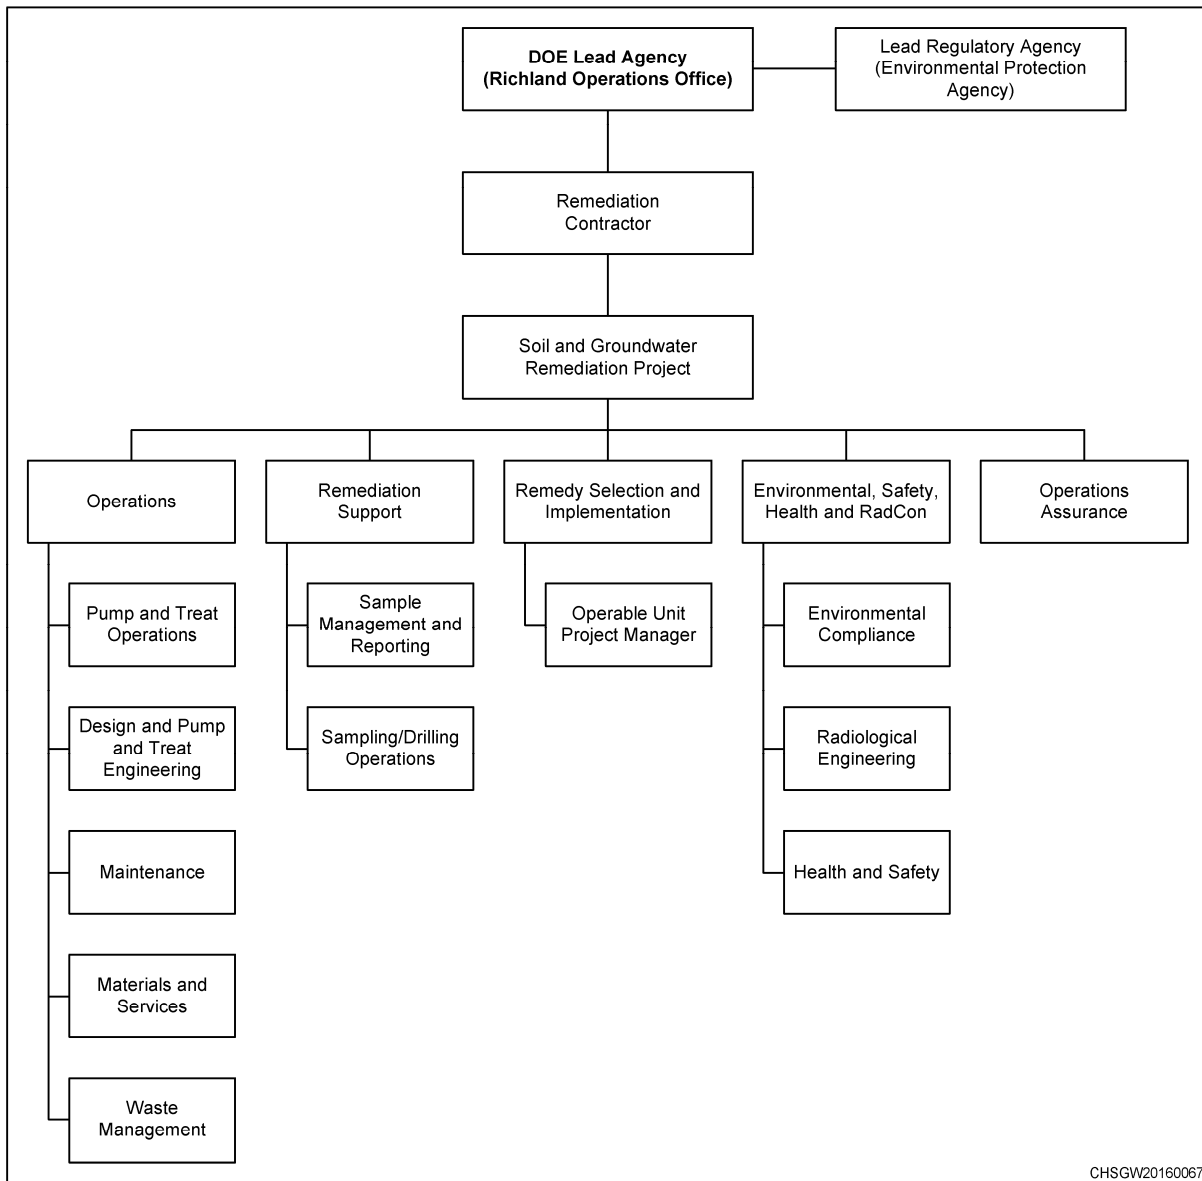 DOE Lead Agency
(Richland Operations Office)
Lead Regulatory Agency
(Environmental Protection
Agency)
Remediation
Contractor
Soil and Groundwater
Remediation Project
Operations
Remediation
Support
Remedy Selection and
Implementation
Environmental, Safety,
Health and RadCon
Operations
Assurance
Pump and Treat
Operations
Design and Pump
and Treat
Engineering
Maintenance
Materials and
Services
Waste
Management
Sample
Management and
Reporting
Sampling/Drilling
Operations
Operable Unit
Project Manager
Environmental
Compliance
Radiological
Engineering
Health and Safety
CHSGW20160067